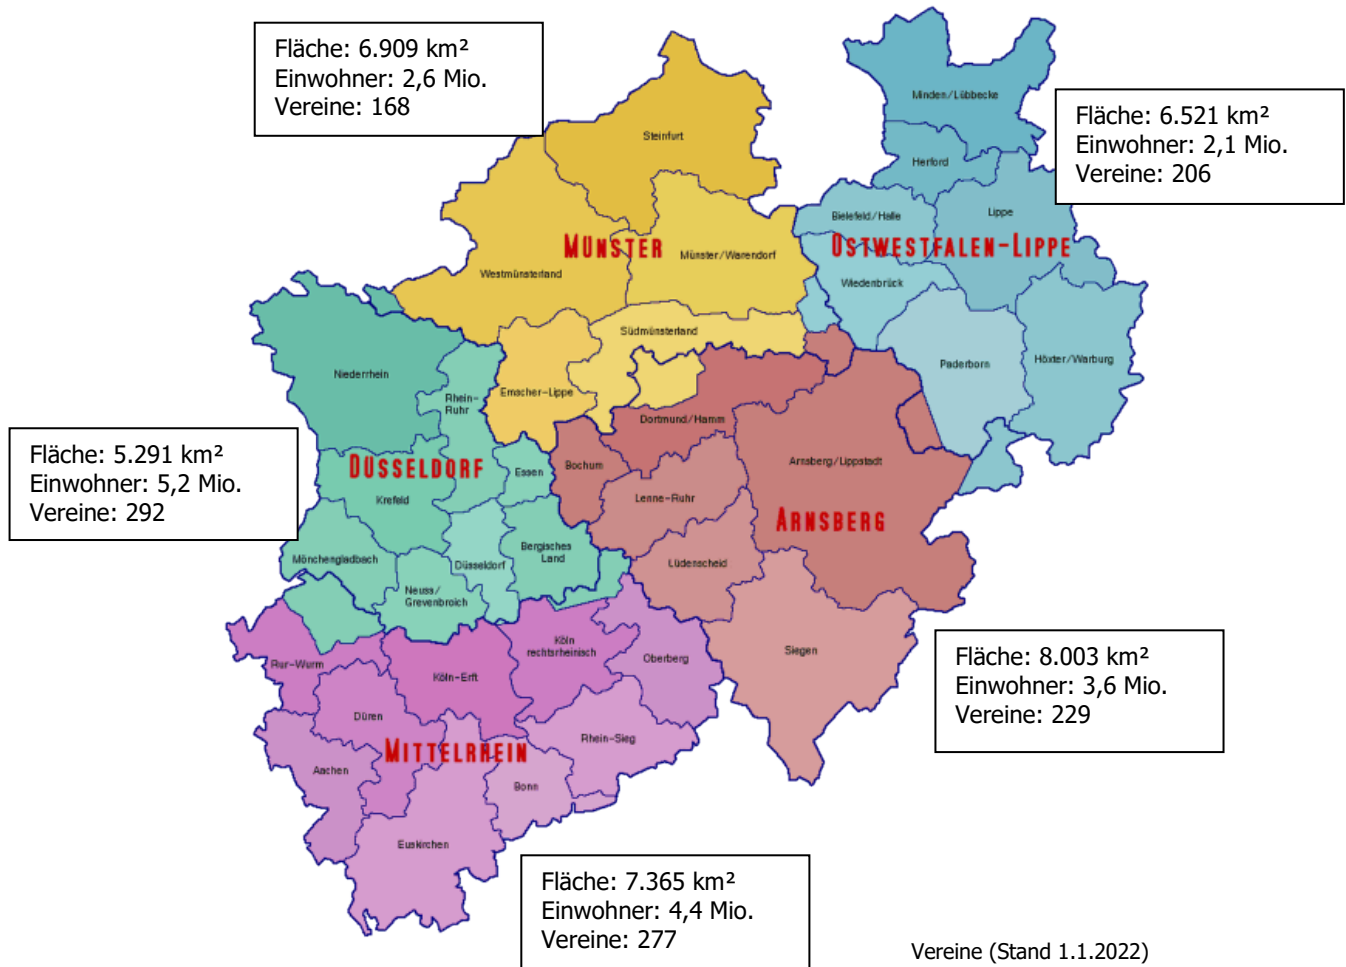 Fläche: 6.909 km²
Einwohner: 2,6 Mio.
Vereine: 168
Minden/Lübbecke
Fläche: 6.521 km²
Einwohner: 2,1 Mio.
Vereine: 206
Steinfurt
Herford
Bielefeld/Halle
Lippe
MÜNSTER
Münster/Warendorf
OSTWESTFALEN-LIPPE
Westmünsterland
Wiedenbrück
Südmünsterland
Niederrhein
Rhein-
Ruhr
Emscher-Lippe
Paderborn
Höxter/Warburg
Dortmund/Hamm
Fläche: 5.291 km²
Einwohner: 5,2 Mio.
Vereine: 292
DÜSSELDORF
Essen
Bochum
Arnsberg/Lippstadt
Krefeld
Lenne-Ruhr
ARNSBERG
Mönchengladbach
Düsseldorf
Bergisches
Land
Lüdenscheid
Neuss/
Grevenbroich
Rur-Wurm
Köln-Erft
Köln
rechtsrheinisch
Oberberg
Siegen
Fläche: 8.003 km²
Einwohner: 3,6 Mio.
Vereine: 229
Düren
Rhein-Sieg
MITTELRHEIN
Aachen
Bonn
Euskirchen
Fläche: 7.365 km²
Einwohner: 4,4 Mio.
Vereine: 277
Vereine (Stand 1.1.2022)